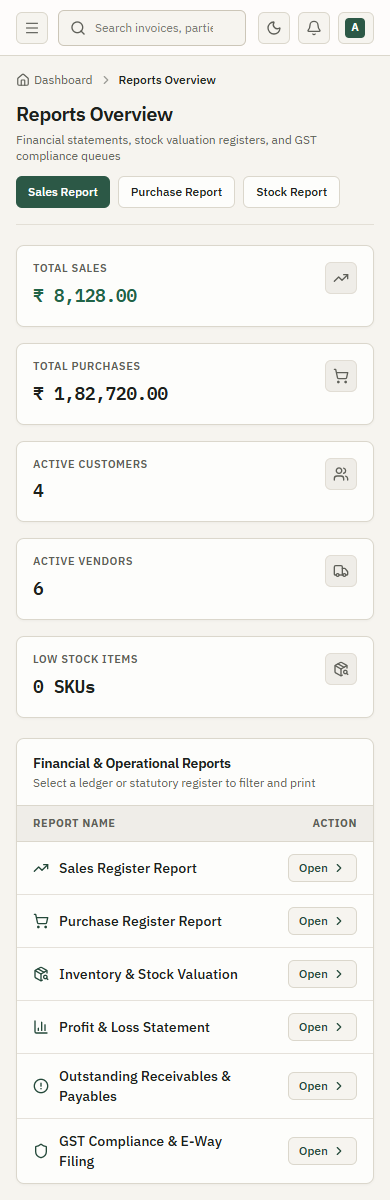 Search invoices, partie
A
Dashboard > Reports Overview
Reports Overview
Financial statements, stock valuation registers, and GST
compliance queues
Sales Report Purchase Report Stock Report
TOTAL SALES
₹ 8,128.00
TOTAL PURCHASES
₹ 1,82,720.00
ACTIVE CUSTOMERS
4
ACTIVE VENDORS
6
LOW STOCK ITEMS
0 SKUs
Financial & Operational Reports
Select a ledger or statutory register to filter and print
REPORT NAME ACTION
Sales Register Report Open
Purchase Register Report Open
Inventory & Stock Valuation Open
Profit & Loss Statement Open
Outstanding Receivables &
Payables Open
GST Compliance & E-Way
Filing Open